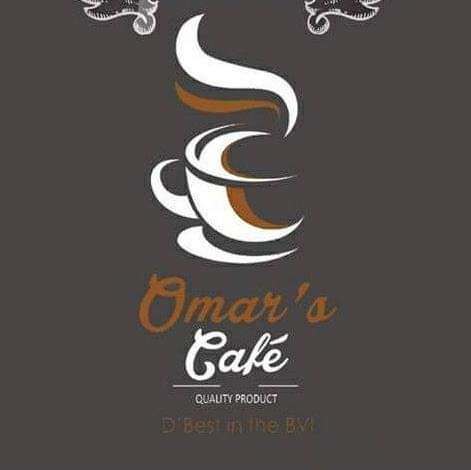 Omar's
Café
QUALITY PRODUCT
D'Best in the BVI